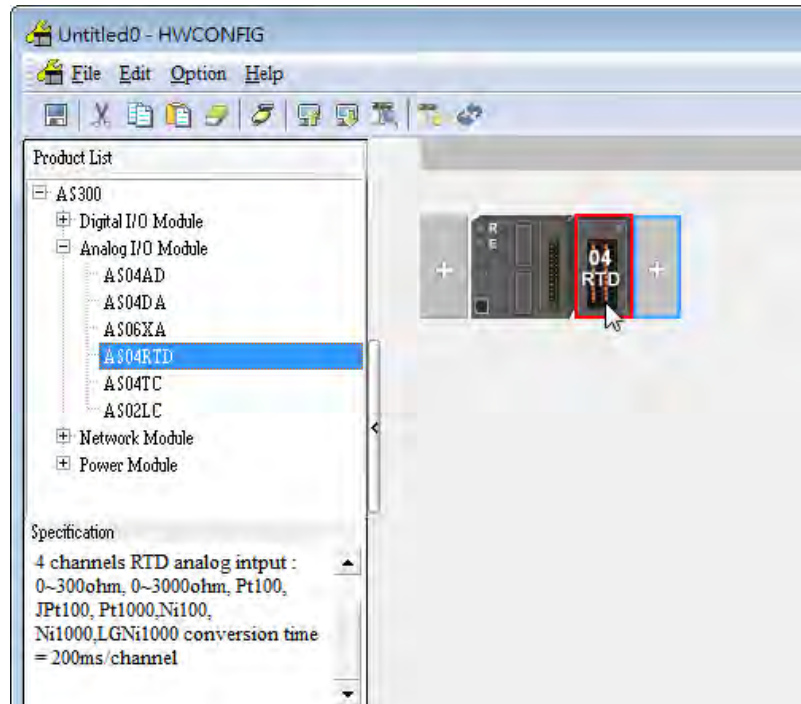 Untitled0 - HWCONFIG
File Edit Option Help
Product List
AS300
Digital I/O Module
Analog I/O Module
AS04AD
AS04DA
AS06XA
AS04RTD
AS04TC
AS02LC
Network Module
Power Module
R
E
04
RTD
Specification
4 channels RTD analog intput :
0~300ohm, 0~3000ohm, Pt100,
JPt100, Pt1000,Ni100,
Ni1000,LGNi1000 conversion time
= 200ms/channel